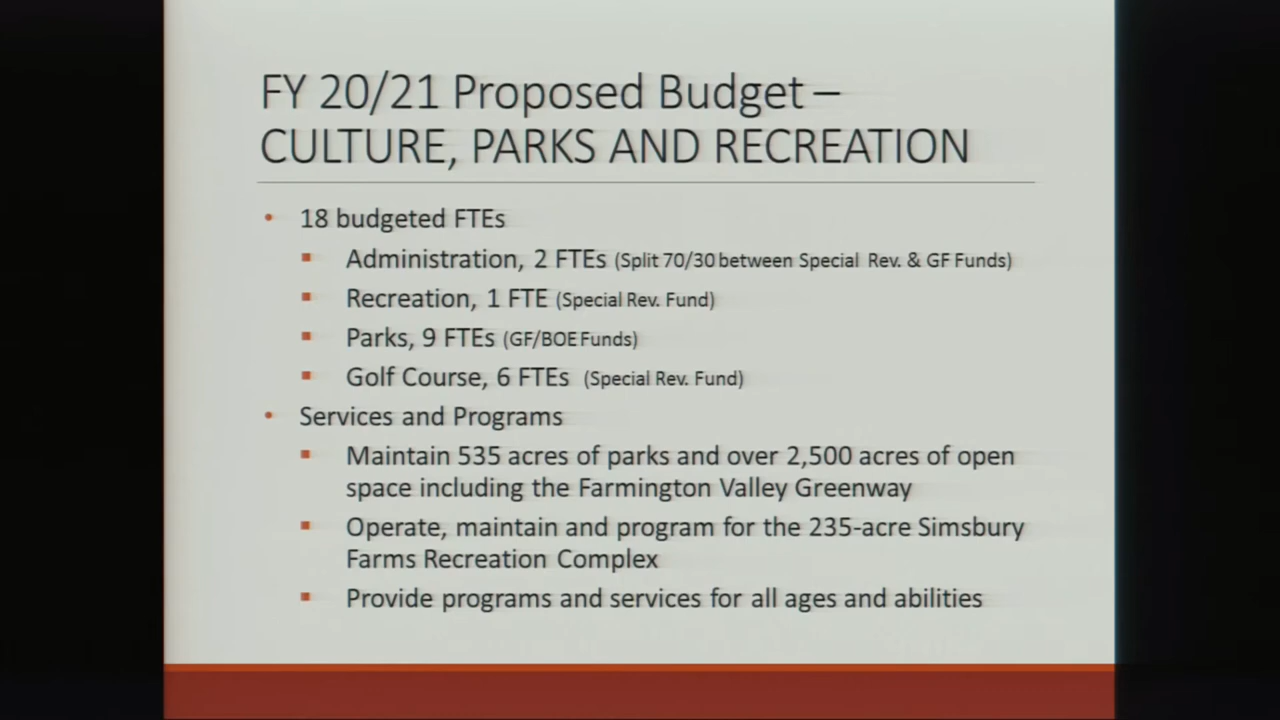 FY 20/21 Proposed Budget –
CULTURE, PARKS AND RECREATION
• 18 budgeted FTEs
▪ Administration, 2 FTEs (Split 70/30 between Special Rev. & GF Funds)
▪ Recreation, 1 FTE (Special Rev. Fund)
▪ Parks, 9 FTEs (GF/BOE Funds)
▪ Golf Course, 6 FTEs (Special Rev. Fund)
• Services and Programs
▪ Maintain 535 acres of parks and over 2,500 acres of open
space including the Farmington Valley Greenway
▪ Operate, maintain and program for the 235-acre Simsbury
Farms Recreation Complex
▪ Provide programs and services for all ages and abilities